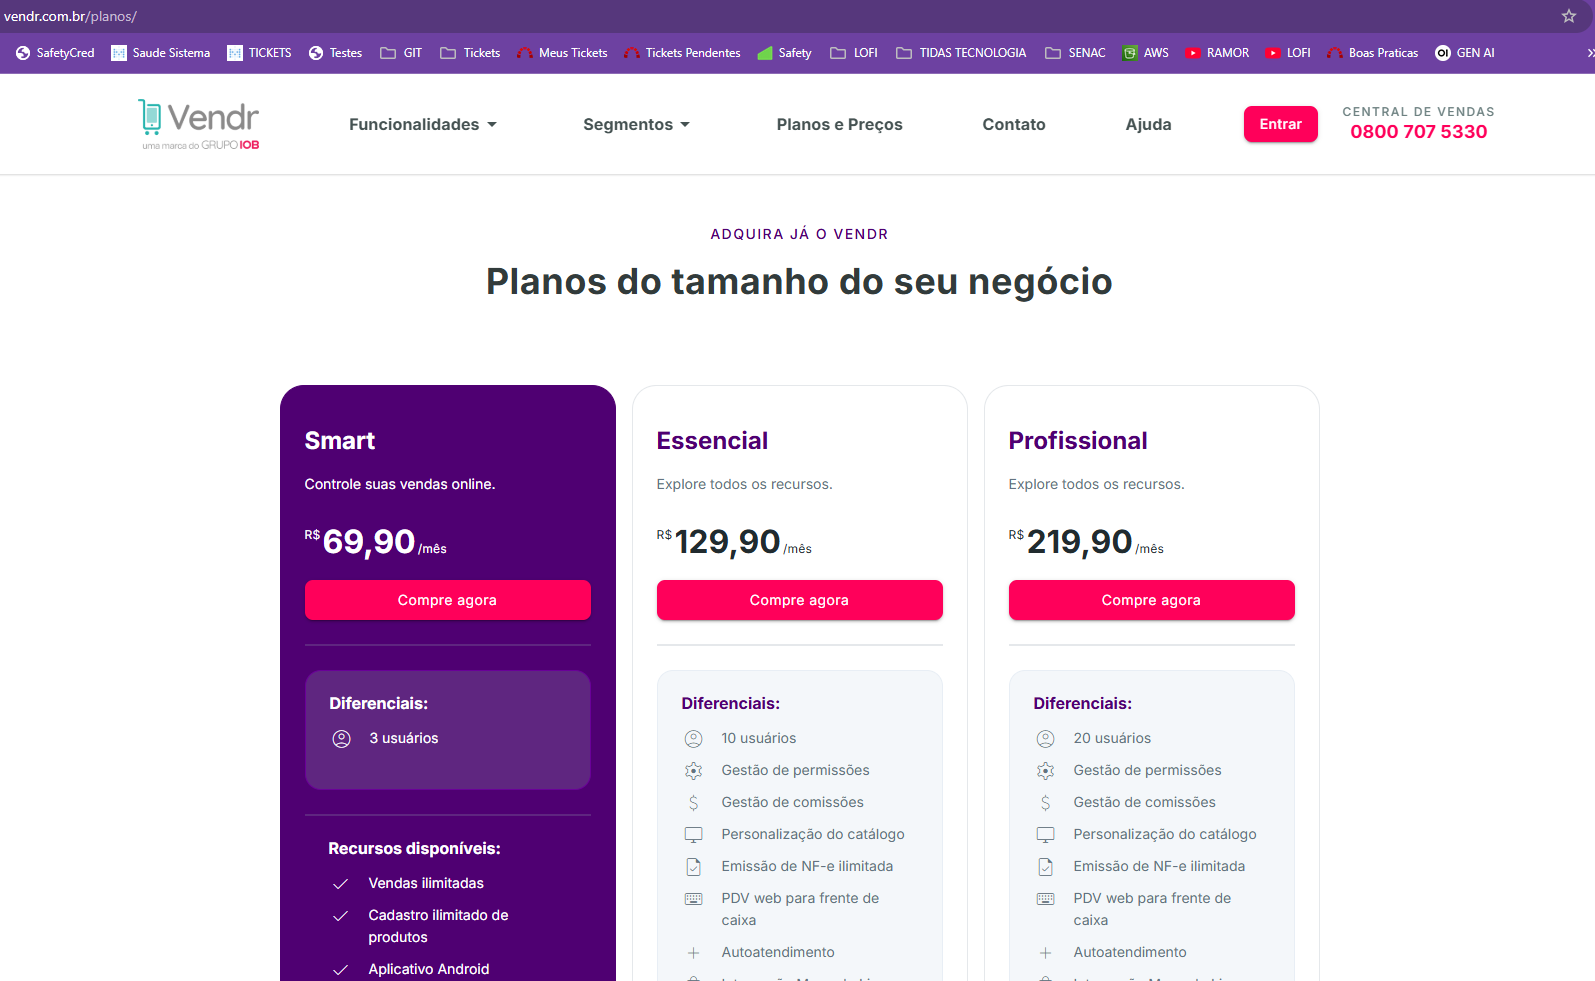 vendr.com.br/planos/
SafetyCred Saude Sistema TICKETS Testes GIT Tickets Meus Tickets Tickets Pendentes Safety LOFI TIDAS TECNOLOGIA SENAC AWS RAMOR LOFI Boas Praticas GEN AI »
Vendr
uma marca do GRUPO IOB
Funcionalidades
Segmentos
Planos e Preços
Contato
Ajuda
Entrar
CENTRAL DE VENDAS
0800 707 5330
ADQUIRA JÁ O VENDR
Planos do tamanho do seu negócio
Smart
Controle suas vendas online.
R$ 69,90 /mês
Compre agora
Diferenciais:
3 usuários
Recursos disponíveis:
Vendas ilimitadas
Cadastro ilimitado de
produtos
Aplicativo Android
Essencial
Explore todos os recursos.
R$ 129,90 /mês
Compre agora
Diferenciais:
10 usuários
Gestão de permissões
Gestão de comissões
Personalização do catálogo
Emissão de NF-e ilimitada
PDV web para frente de
caixa
Autoatendimento
Profissional
Explore todos os recursos.
R$ 219,90 /mês
Compre agora
Diferenciais:
20 usuários
Gestão de permissões
Gestão de comissões
Personalização do catálogo
Emissão de NF-e ilimitada
PDV web para frente de
caixa
Autoatendimento